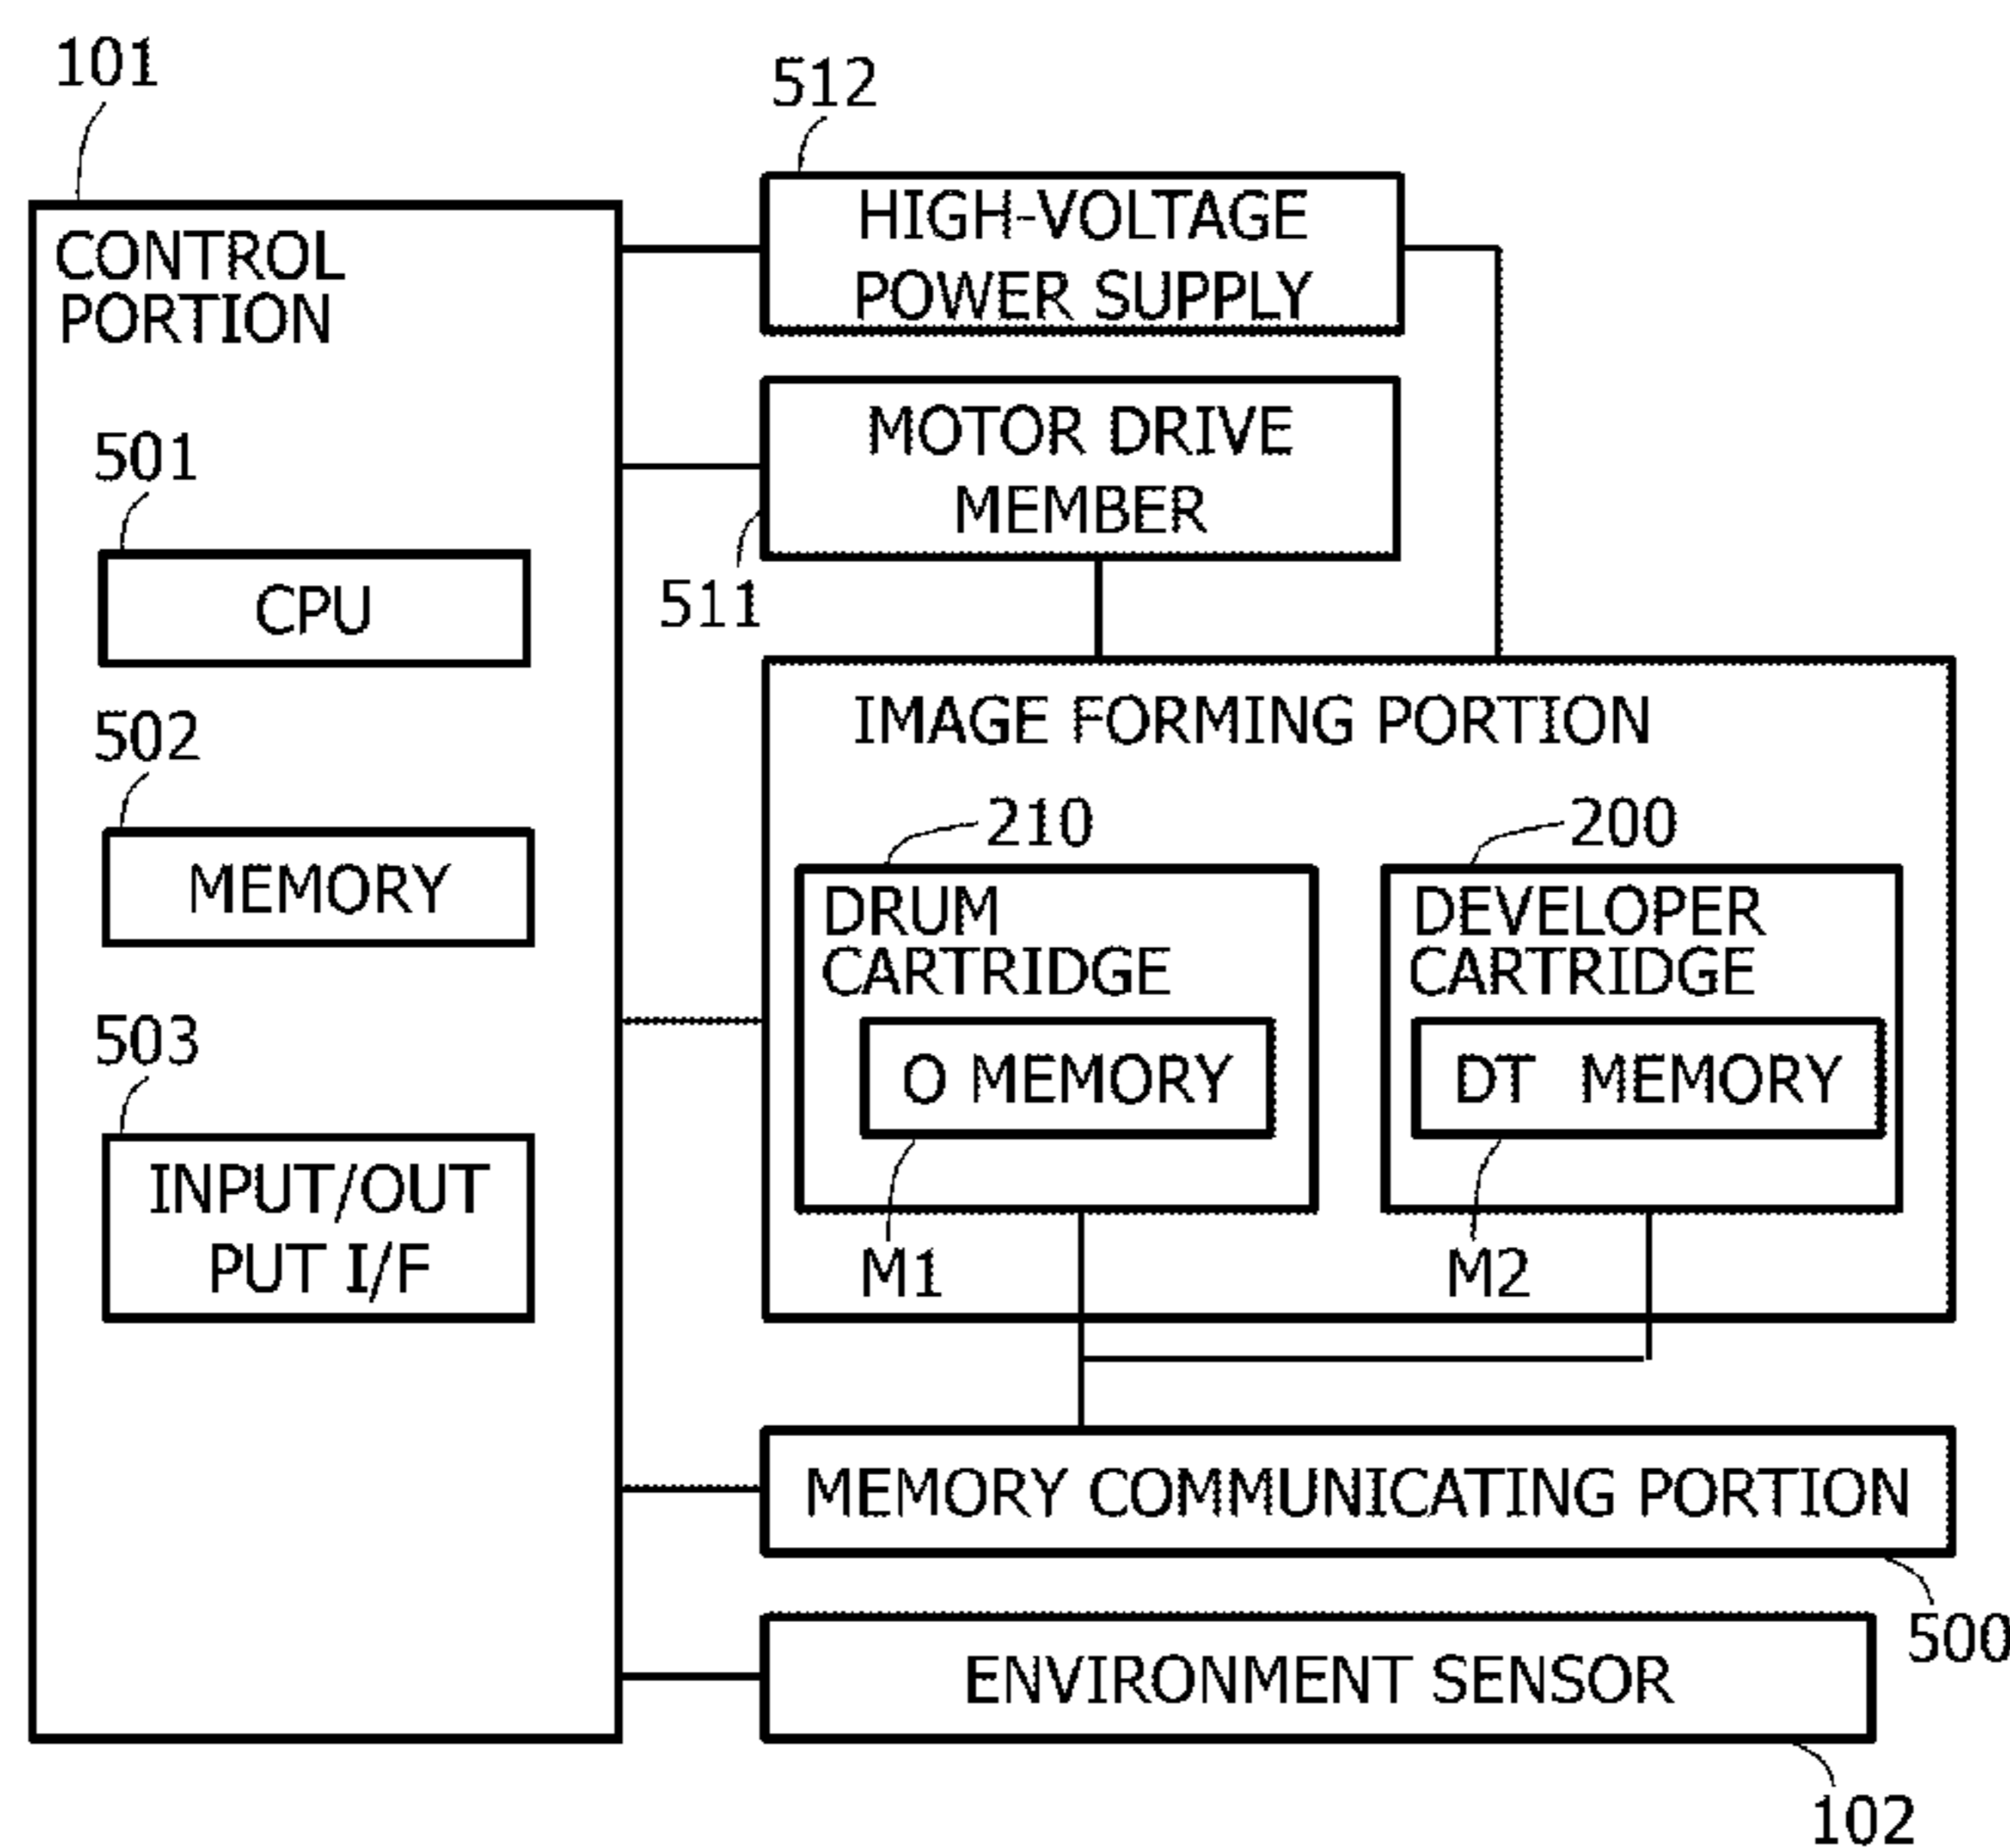 101
CONTROL
PORTION
501
CPU
502
MEMORY
503
INPUT/OUT
PUT I/F
512
HIGH-VOLTAGE
POWER SUPPLY
MOTOR DRIVE
MEMBER
511
IMAGE FORMING PORTION
210
DRUM
CARTRIDGE
O MEMORY
M1
200
DEVELOPER
CARTRIDGE
DT MEMORY
M2
MEMORY COMMUNICATING PORTION
500
ENVIRONMENT SENSOR
102